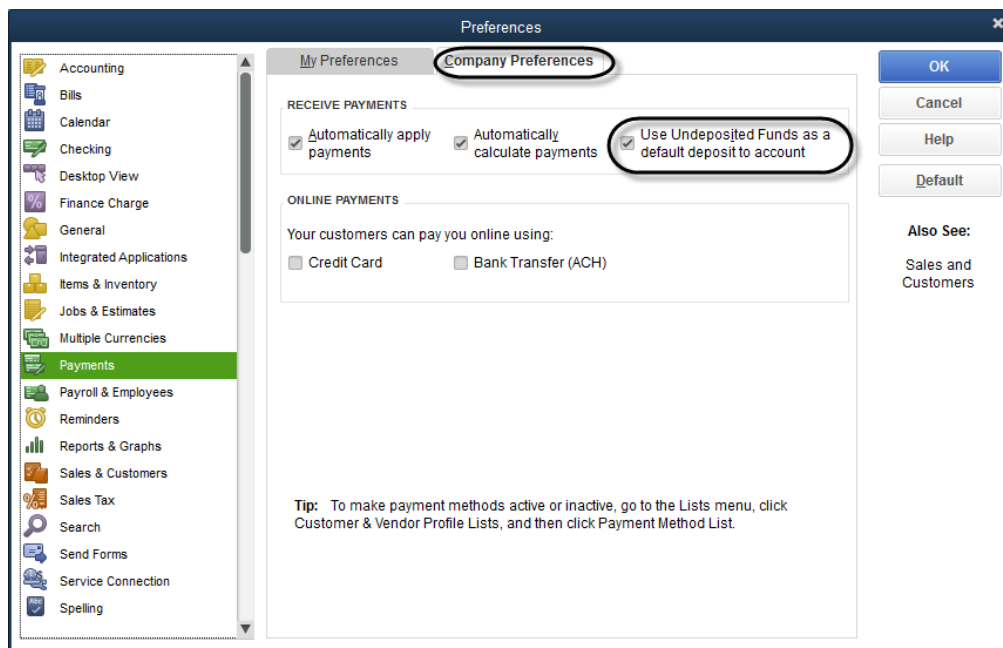 Preferences
Accounting
Bills
Calendar
Checking
Desktop View
Finance Charge
General
Integrated Applications
Items & Inventory
Jobs & Estimates
Multiple Currencies
Payments
Payroll & Employees
Reminders
Reports & Graphs
Sales & Customers
Sales Tax
Search
Send Forms
Service Connection
Abc
Spelling
My Preferences
Company Preferences
RECEIVE PAYMENTS
Automatically apply
payments
Automatically
calculate payments
Use Undeposited Funds as a
default deposit to account
ONLINE PAYMENTS
Your customers can pay you online using:
Credit Card
Bank Transfer (ACH)
Tip: To make payment methods active or inactive, go to the Lists menu, click
Customer & Vendor Profile Lists, and then click Payment Method List.
OK
Cancel
Help
Default
Also See:
Sales and
Customers